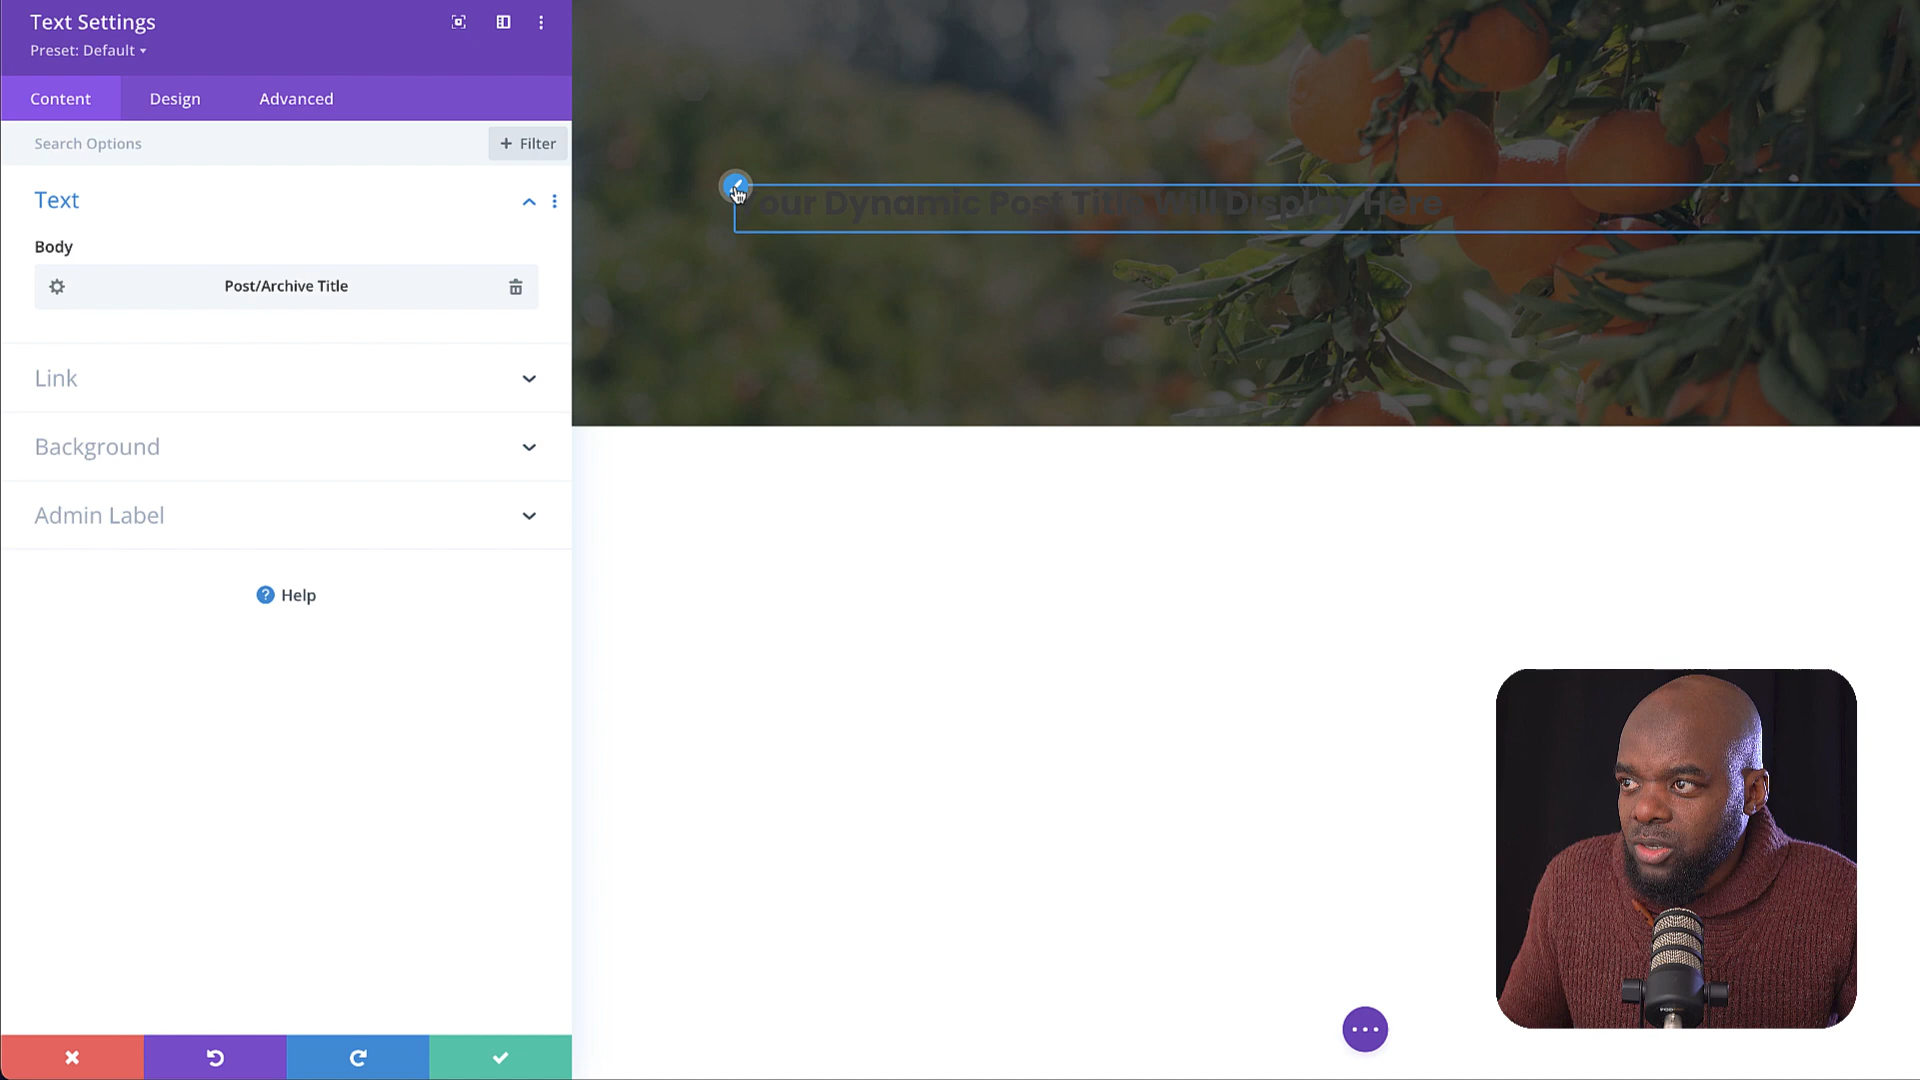 Text Settings
Preset: Default
Content
Design
Advanced
Search Options
+ Filter
Text
Body
Post/Archive Title
Link
Background
Admin Label
? Help
Your Dynamic Post Title Will Display Here